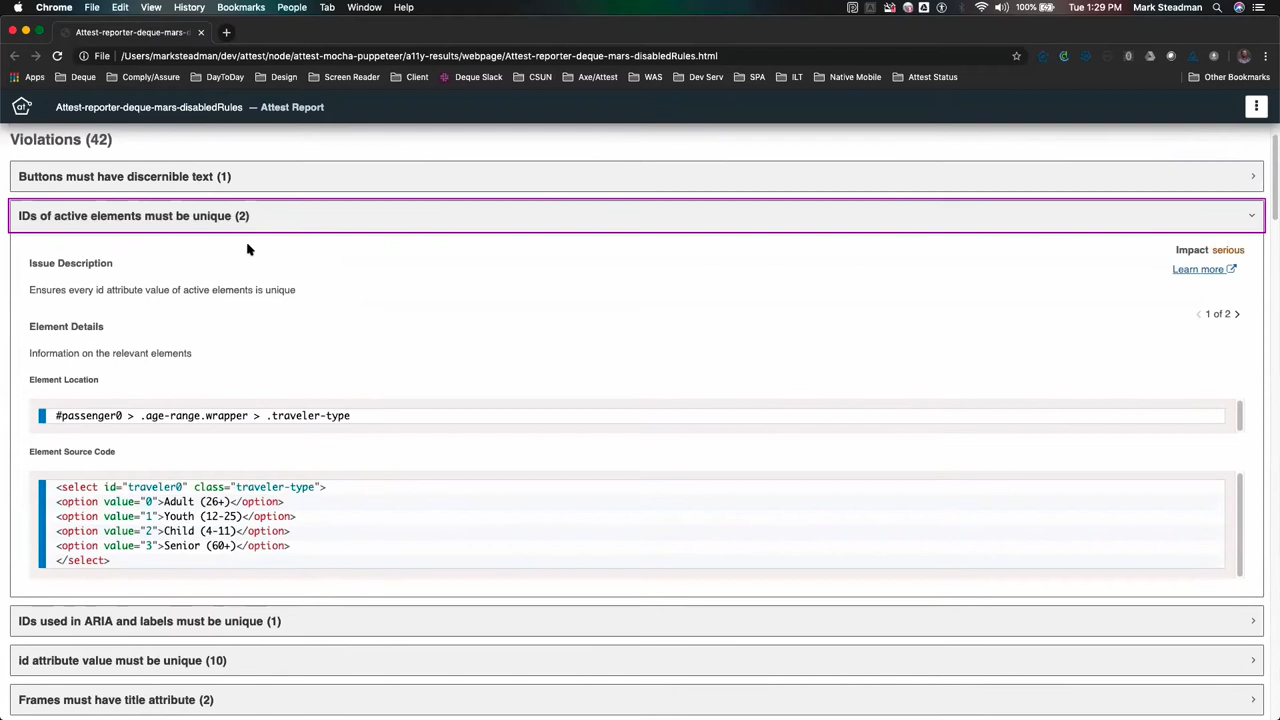 Chrome File Edit View History Bookmarks People Tab Window Help 100% Tue 1:29 PM Mark Steadman
Attest-reporter-deque-mars-disabledRules.
File /Users/marksteadman/dev/attest/node/attest-mocha-puppeteer/a11y-results/webpage/Attest-reporter-deque-mars-disabledRules.html
Apps Deque Comply/Assure DayToDay Design Screen Reader Client Deque Slack CSUN Axe/Attest WAS Dev Serv SPA ILT Native Mobile Attest Status Other Bookmarks
at Attest-reporter-deque-mars-disabledRules — Attest Report
Violations (42)
Buttons must have discernible text (1)
IDs of active elements must be unique (2)
Impact serious
Issue Description
Learn more
Ensures every id attribute value of active elements is unique
1 of 2
Element Details
Information on the relevant elements
Element Location
#passenger0 > .age-range.wrapper > .traveler-type
Element Source Code
<select id="traveler0" class="traveler-type">
<option value="0">Adult (26+)</option>
<option value="1">Youth (12-25)</option>
<option value="2">Child (4-11)</option>
<option value="3">Senior (60+)</option>
</select>
IDs used in ARIA and labels must be unique (1)
id attribute value must be unique (10)
Frames must have title attribute (2)